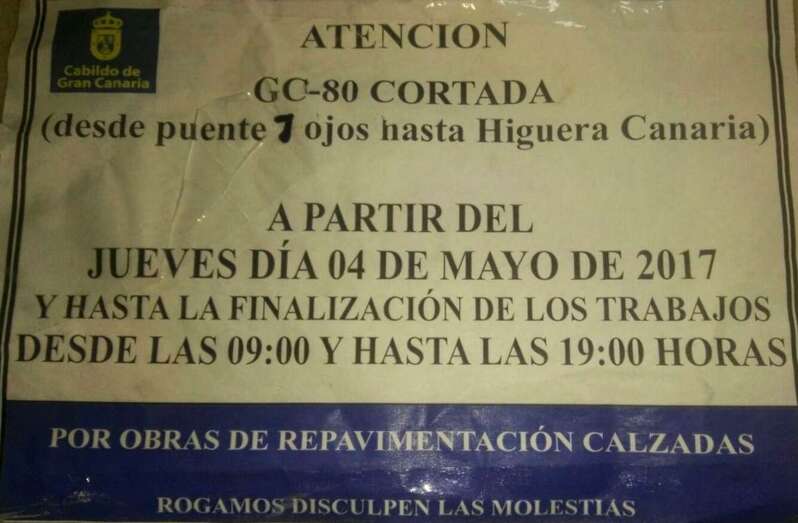 Cabildo de
Gran Canaria
ATENCION
GC-80 CORTADA
(desde puente 7 ojos hasta Higuera Canaria)
A PARTIR DEL
JUEVES DÍA 04 DE MAYO DE 2017
Y HASTA LA FINALIZACIÓN DE LOS TRABAJOS
DESDE LAS 09:00 Y HASTA LAS 19:00 HORAS
POR OBRAS DE REPAVIMENTACIÓN CALZADAS
ROGAMOS DISCULPEN LAS MOLESTIAS